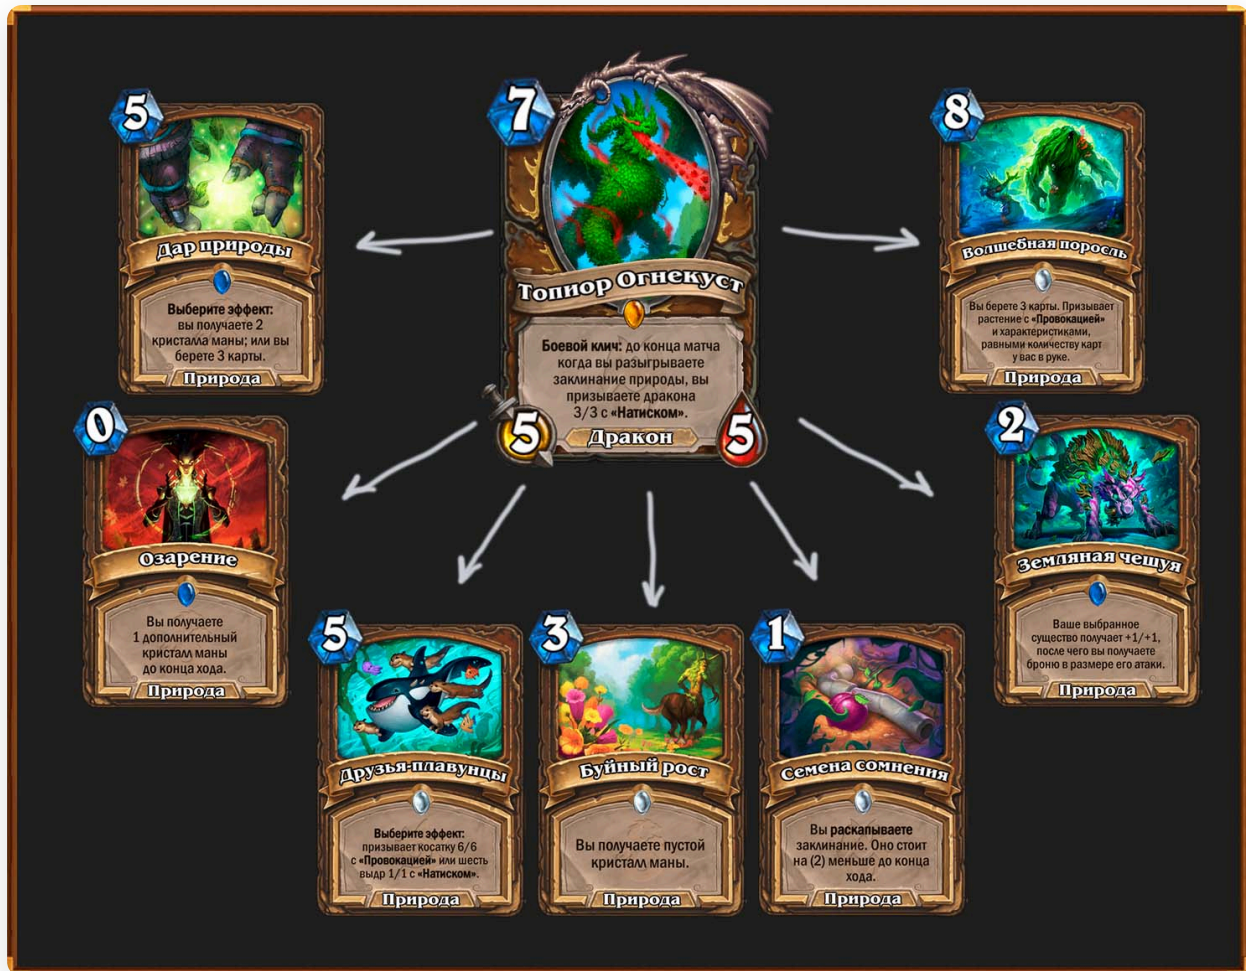 5
Дар природы
Выберите эффект:
вы получаете 2
кристалла маны; или вы
берете 3 карты.
Природа
7
Топиор Огнекуст
Боевой клич: до конца матча
когда вы разыгрываете
заклинание природы, вы
призываете дракона
3/3 с «Натиском».
5
Дракон
5
8
Волшебная поросль
Вы берете 3 карты. Призывает
растение с «Провокацией»
и характеристиками,
равными количеству карт
у вас в руке.
Природа
0
Озарение
Вы получаете
1 дополнительный
кристалл маны
до конца хода.
Природа
2
Земляная чешуя
Ваше выбранное
существо получает +1/+1,
после чего вы получаете
броню в размере его атаки.
Природа
5
Друзья-плавунцы
Выберите эффект:
призывает косатку 6/6
с «Провокацией» или шесть
выдр 1/1 с «Натиском».
Природа
3
Буйный рост
Вы получаете пустой
кристалл маны.
Природа
1
Семена сомнения
Вы раскапываете
заклинание. Оно стоит
на (2) меньше до конца
хода.
Природа